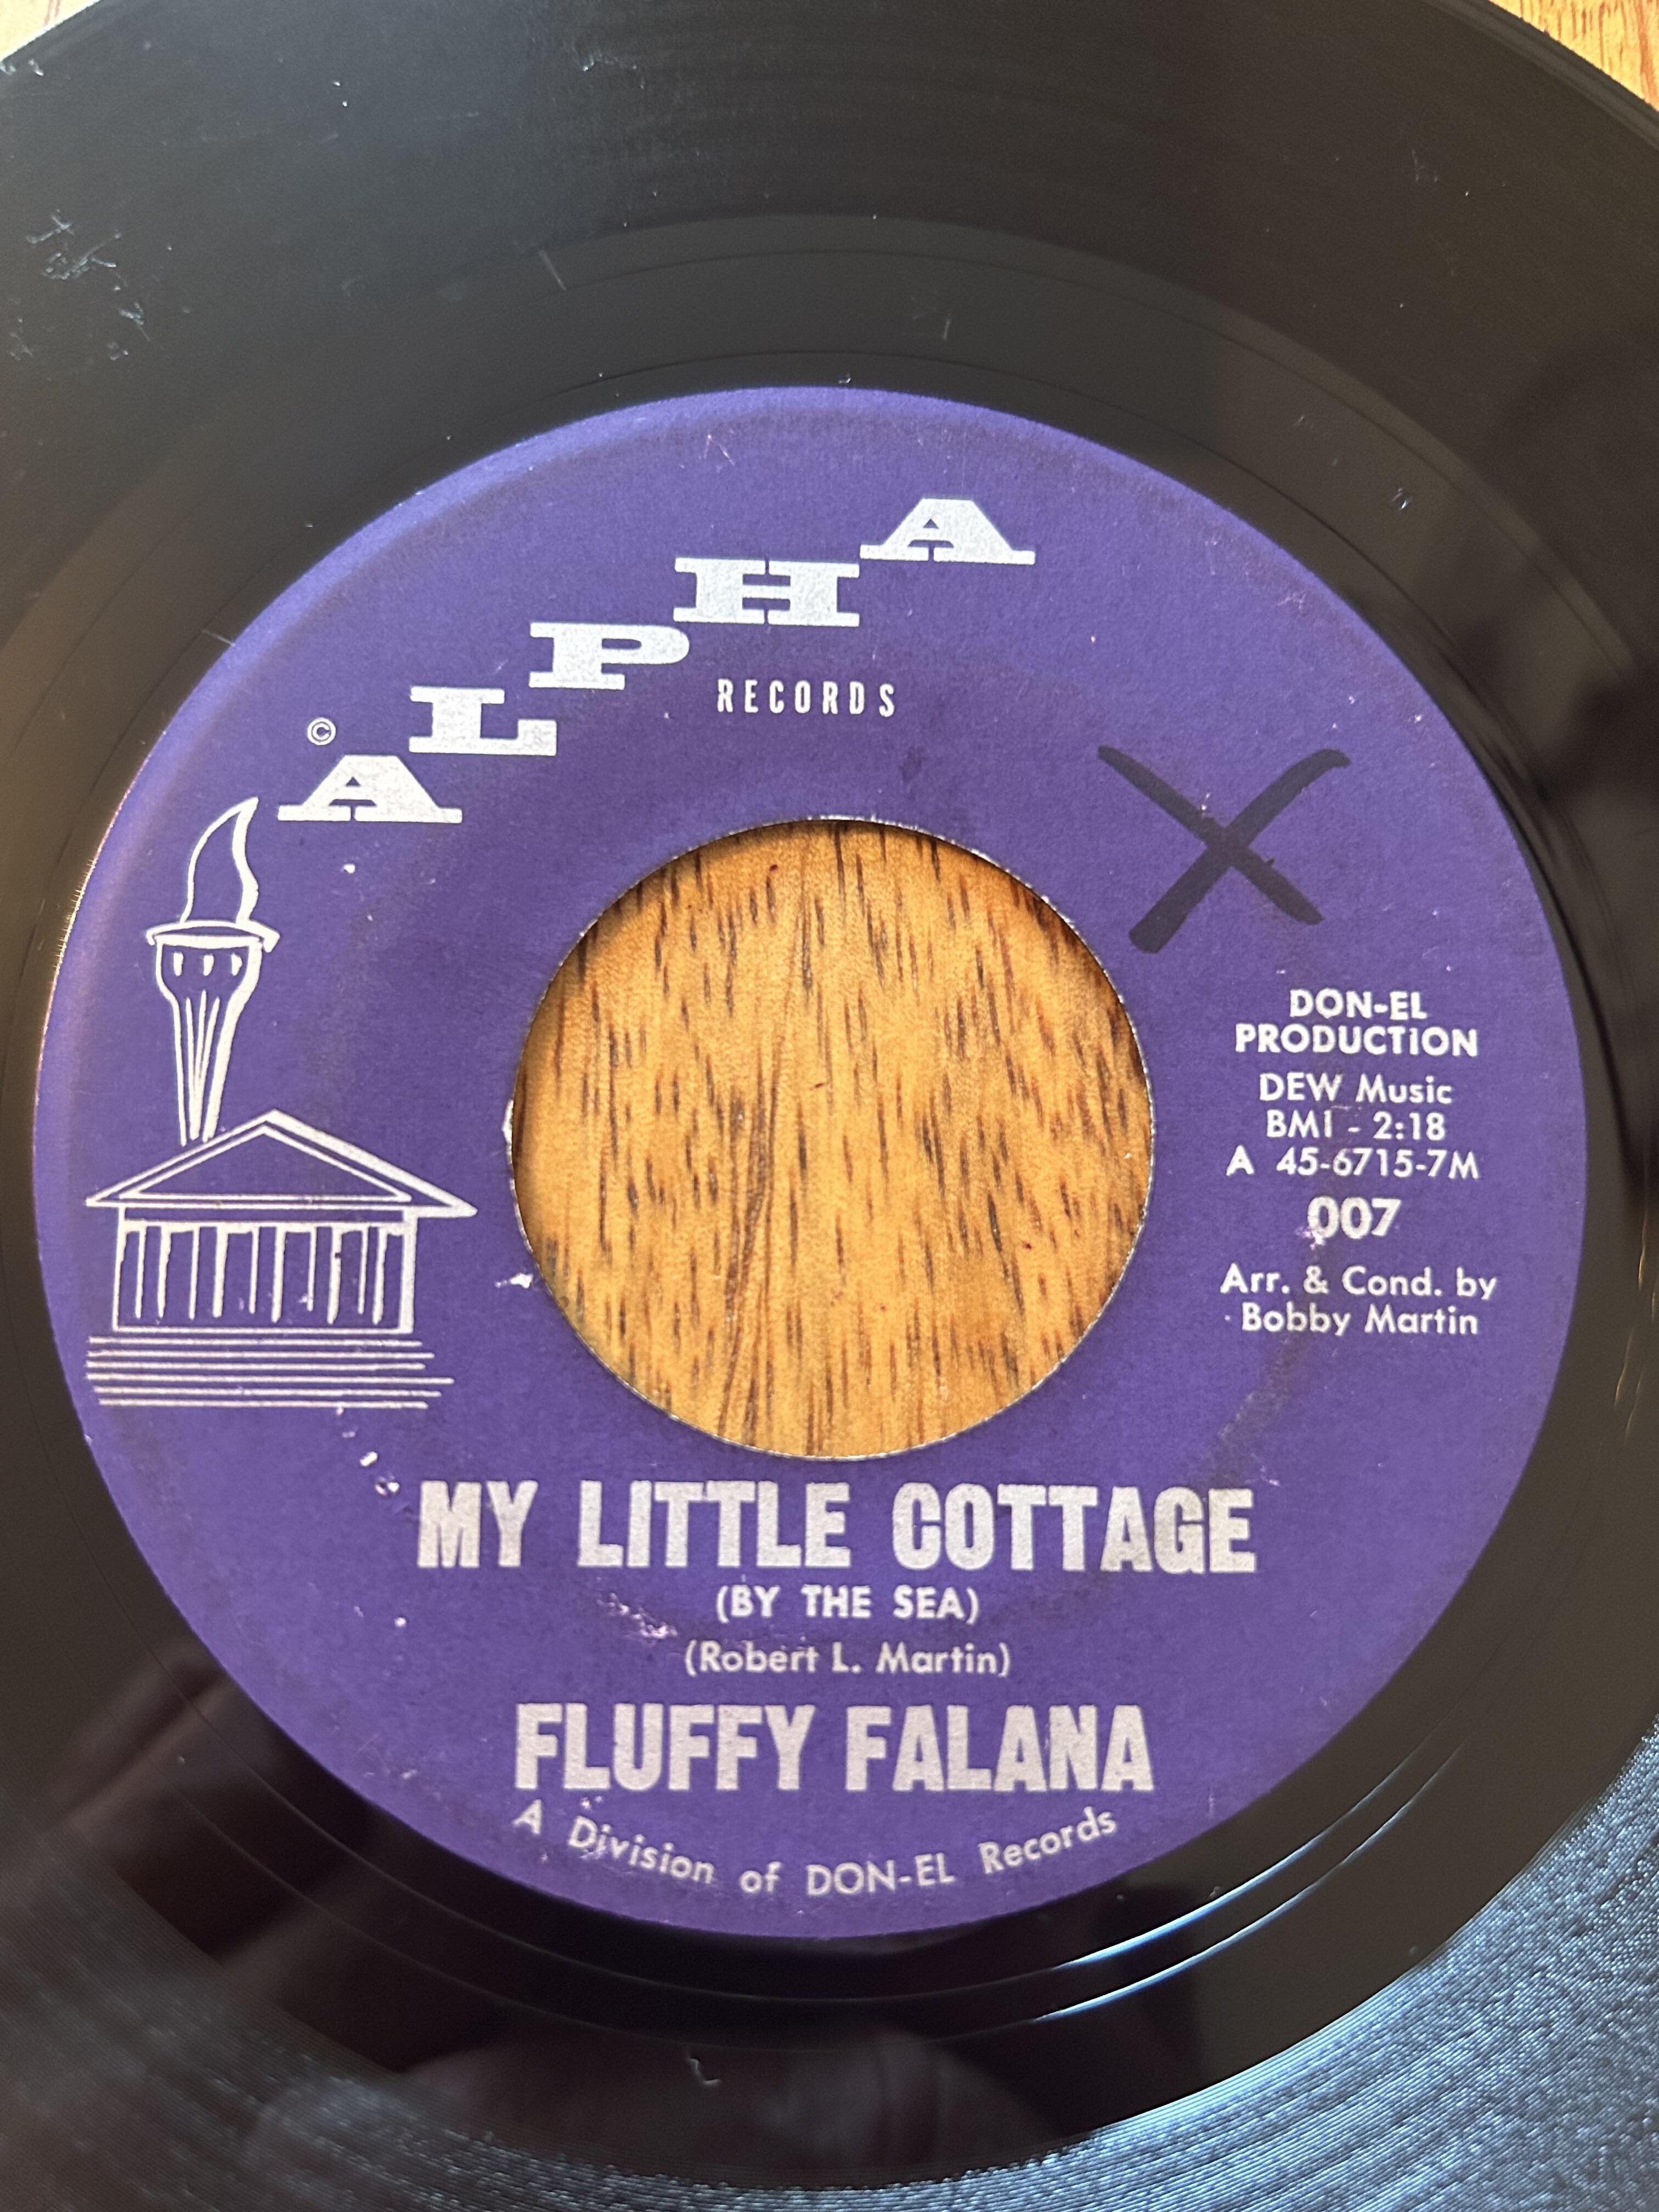 ALPHA
RECORDS
©
DON-EL
PRODUCTION
DEW Music
BMI - 2:18
A 45-6715-7M
007
Arr. & Cond. by
Bobby Martin
MY LITTLE COTTAGE
(BY THE SEA)
(Robert L. Martin)
FLUFFY FALANA
A Division of DON-EL Records